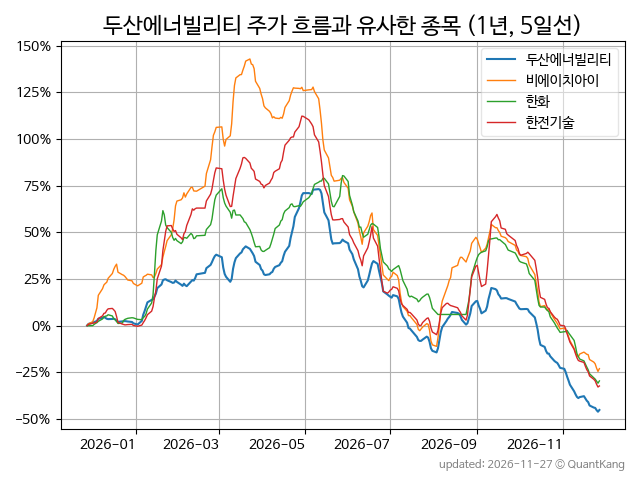 두산에너빌리티 주가 흐름과 유사한 종목 (1년, 5일선)
150%
125%
100%
75%
50%
25%
0%
−25%
−50%
두산에너빌리티
비에이치아이
한화
한전기술
2026-01
2026-03
2026-05
2026-07
2026-09
2026-11
updated: 2026-11-27 © QuantKang